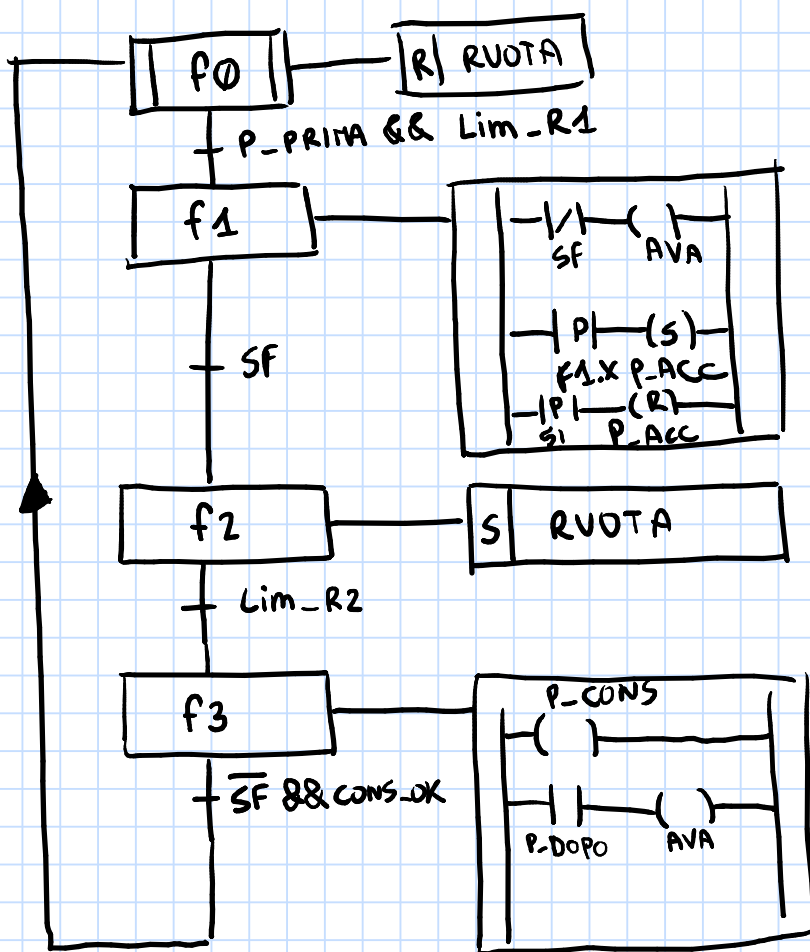 f0
R RUOTA
P_PRIMA && Lim_R1
f1
SF AVA
P (S)
F1.X P_ACC
P (R)
SI P_ACC
SF
f2
S RUOTA
Lim_R2
f3
P_CONS
( )
S̅F̅ && CONS_OK
P_DOPO AVA